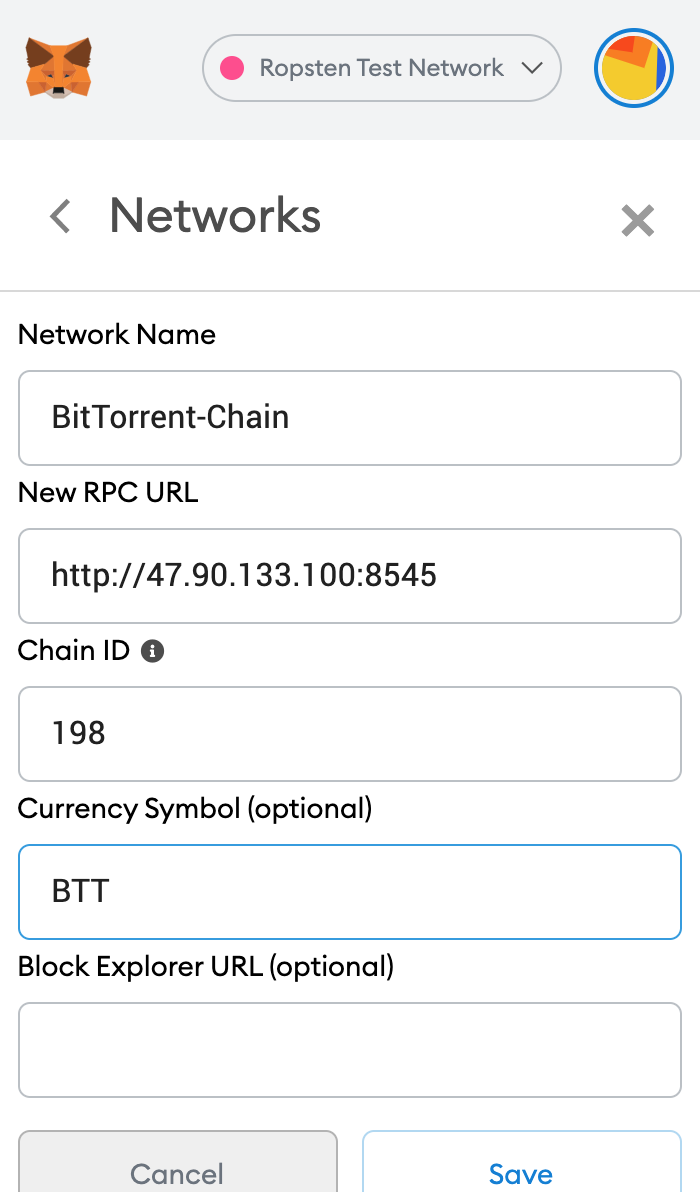 Ropsten Test Network
Networks
Network Name
BitTorrent-Chain
New RPC URL
http://47.90.133.100:8545
Chain ID
198
Currency Symbol (optional)
BTT
Block Explorer URL (optional)
Cancel
Save